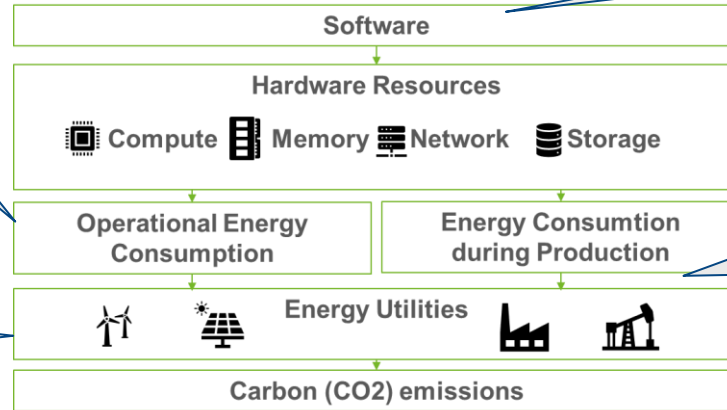 Software
Hardware Resources
Compute Memory Network Storage
Operational Energy
Consumption
Energy Consumtion
during Production
Energy Utilities
Carbon (CO2) emissions